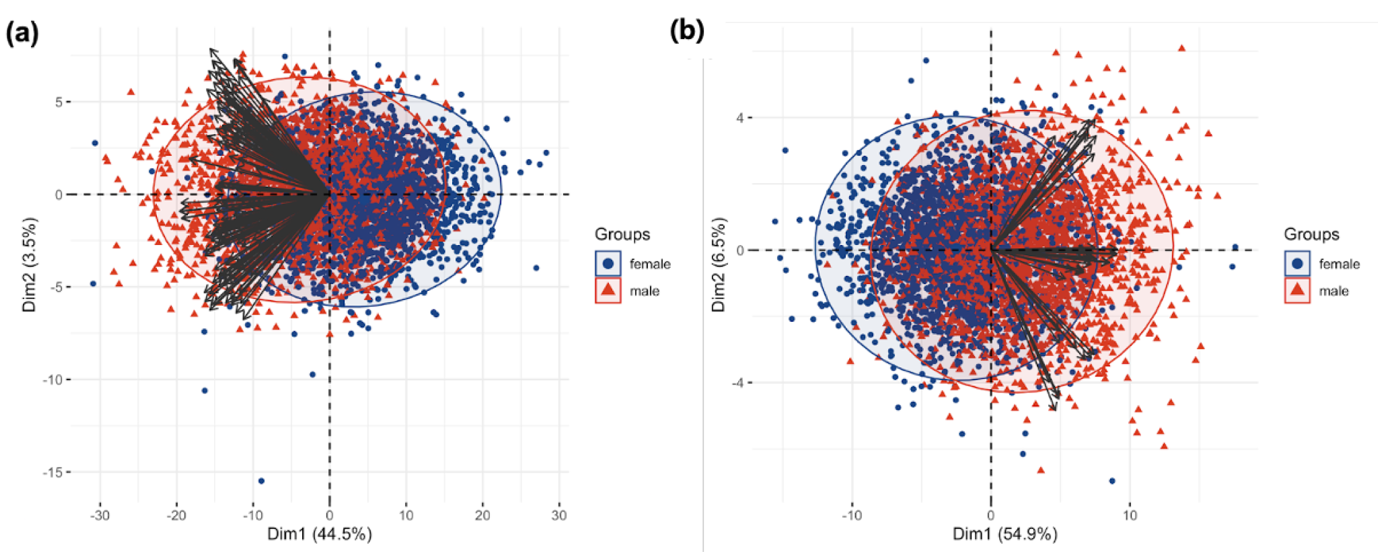 (a)
5
0
-5
-10
-15
Dim2 (3.5%)
-30 -20 -10 0 10 20 30
Dim1 (44.5%)
Groups
female
male
(b)
4
0
-4
Dim2 (6.5%)
-10 0 10
Dim1 (54.9%)
Groups
female
male